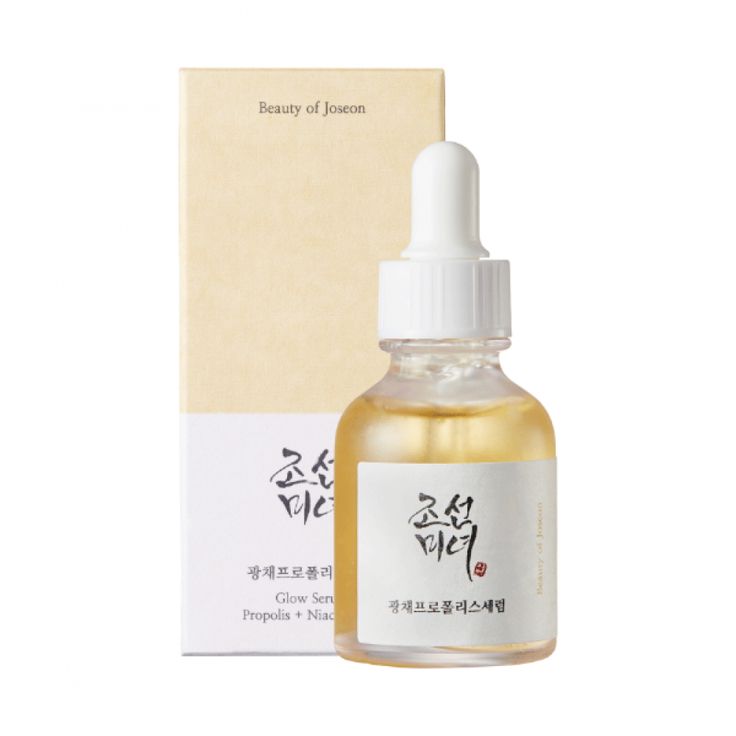 Beauty of Joseon
조선
미녀
광채프로폴리
Glow Seru
Propolis + Niac
조선
미녀
광채프로폴리스세럼
Beauty of Joseon